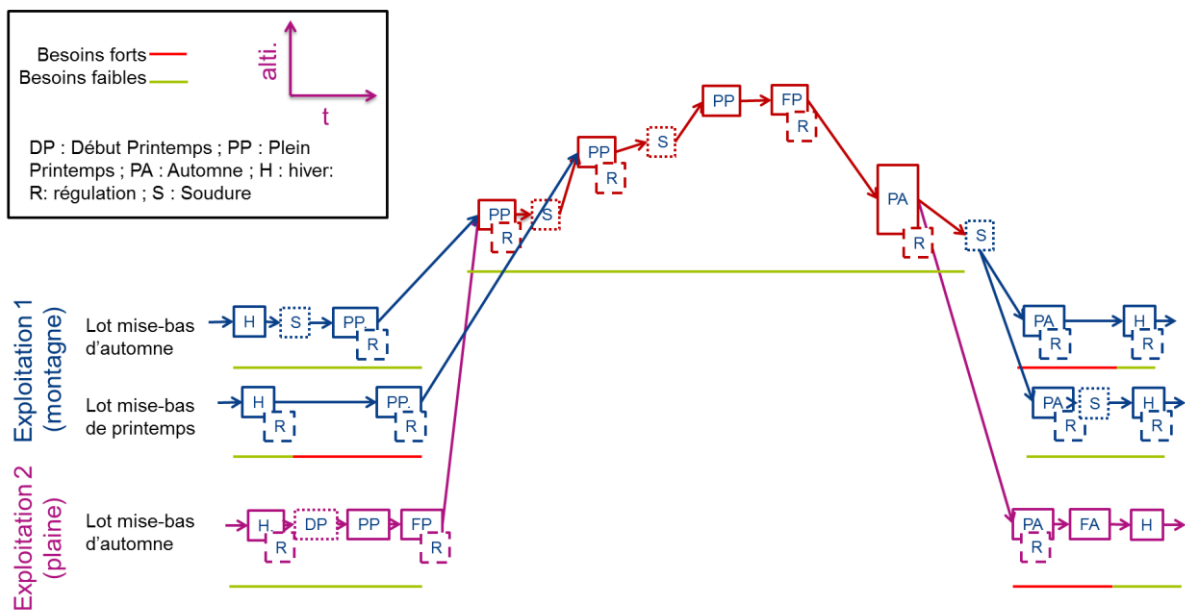 Besoins forts
Besoins faibles
alti.
t
DP : Début Printemps ; PP : Plein
Printemps ; PA : Automne ; H : hiver:
R: régulation ; S : Soudure
PP
FP
R
S
PP
R
PA
R
PP
R
S
S
Exploitation 1
(montagne)
Lot mise-bas
d'automne
H
S
PP
R
PA
R
H
R
Lot mise-bas
de printemps
H
R
PP
R
PA
R
S
H
R
Exploitation 2
(plaine)
Lot mise-bas
d'automne
H
R
DP
PP
FP
R
PA
R
FA
H